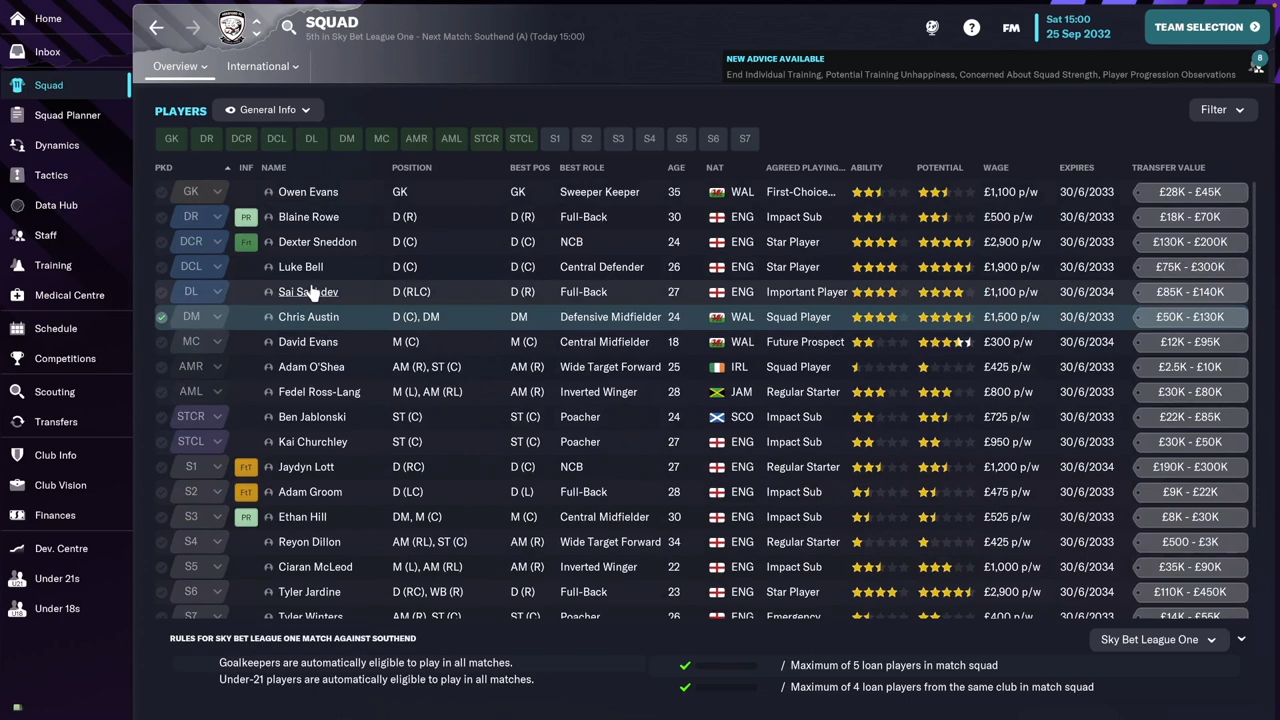 Home
Inbox
Squad
Squad Planner
Dynamics
Tactics
Data Hub
Staff
Training
Medical Centre
Schedule
Competitions
Scouting
Transfers
Club Info
Club Vision
Finances
Dev. Centre
Under 21s
Under 18s
SQUAD
5th in Sky Bet League One - Next Match: Southend (A) (Today 15:00)
FM
Sat 15:00
25 Sep 2032
TEAM SELECTION
Overview International
NEW ADVICE AVAILABLE
End Individual Training, Potential Training Unhappiness, Concerned About Squad Strength, Player Progression Observations
8
PLAYERS General Info Filter
GK DR DCR DCL DL DM MC AMR AML STCR STCL S1 S2 S3 S4 S5 S6 S7
PKD INF NAME POSITION BEST POS BEST ROLE AGE NAT AGREED PLAYING... ABILITY POTENTIAL WAGE EXPIRES TRANSFER VALUE
GK Owen Evans GK GK Sweeper Keeper 35 WAL First-Choice... £1,100 p/w 30/6/2033 £28K - £45K
DR PR Blaine Rowe D (R) D (R) Full-Back 30 ENG Impact Sub £500 p/w 30/6/2033 £18K - £70K
DCR Frt Dexter Sneddon D (C) D (C) NCB 24 ENG Star Player £2,900 p/w 30/6/2033 £130K - £200K
DCL Luke Bell D (C) D (C) Central Defender 26 ENG Star Player £1,900 p/w 30/6/2033 £75K - £300K
DL Sai D (RLC) D (R) Full-Back 27 ENG Important Player £1,100 p/w 30/6/2033 £85K - £140K
DM Chris Austin D (C), DM DM Defensive Midfielder 24 WAL Squad Player £1,500 p/w 30/6/2033 £50K - £130K
MC David Evans M (C) M (C) Central Midfielder 18 WAL Future Prospect £300 p/w 30/6/2034 £12K - £95K
AMR Adam O'Shea AM (R), ST (C) AM (R) Wide Target Forward 25 IRL Squad Player £425 p/w 30/6/2033 £2.5K - £10K
AML Fedel Ross-Lang M (L), AM (RL) AM (R) Inverted Winger 28 JAM Regular Starter £800 p/w 30/6/2033 £30K - £80K
STCR Ben Jablonski ST (C) ST (C) Poacher 24 SCO Impact Sub £725 p/w 30/6/2033 £22K - £85K
STCL Kai Churchley ST (C) ST (C) Poacher 27 ENG Impact Sub £950 p/w 30/6/2033 £30K - £50K
S1 FtT Jaydyn Lott D (RC) D (C) NCB 27 ENG Regular Starter £1,200 p/w 30/6/2034 £190K - £300K
S2 FtT Adam Groom D (LC) D (L) Full-Back 28 ENG Impact Sub £475 p/w 30/6/2033 £9K - £22K
S3 PR Ethan Hill DM, M (C) M (C) Central Midfielder 30 ENG Impact Sub £525 p/w 30/6/2033 £8K - £30K
S4 Reyon Dillon AM (RL), ST (C) AM (R) Wide Target Forward 34 ENG Regular Starter £425 p/w 30/6/2033 £500 - £3K
S5 Ciaran McLeod M (L), AM (RL) AM (R) Inverted Winger 22 ENG Impact Sub £1,000 p/w 30/6/2033 £35K - £90K
S6 Tyler Jardine D (RC), WB (R) D (R) Full-Back 23 ENG Star Player £2,900 p/w 30/6/2033 £110K - £450K
S7 Tyler Winters AM (R), ST (C) ST (C) Poacher 26 ENG Emergency £400 p/w 30/6/2033 £14K - £55K
RULES FOR SKY BET LEAGUE ONE MATCH AGAINST SOUTHEND Sky Bet League One
Goalkeepers are automatically eligible to play in all matches.
Under-21 players are automatically eligible to play in all matches.
/ Maximum of 5 loan players in match squad
/ Maximum of 4 loan players from the same club in match squad